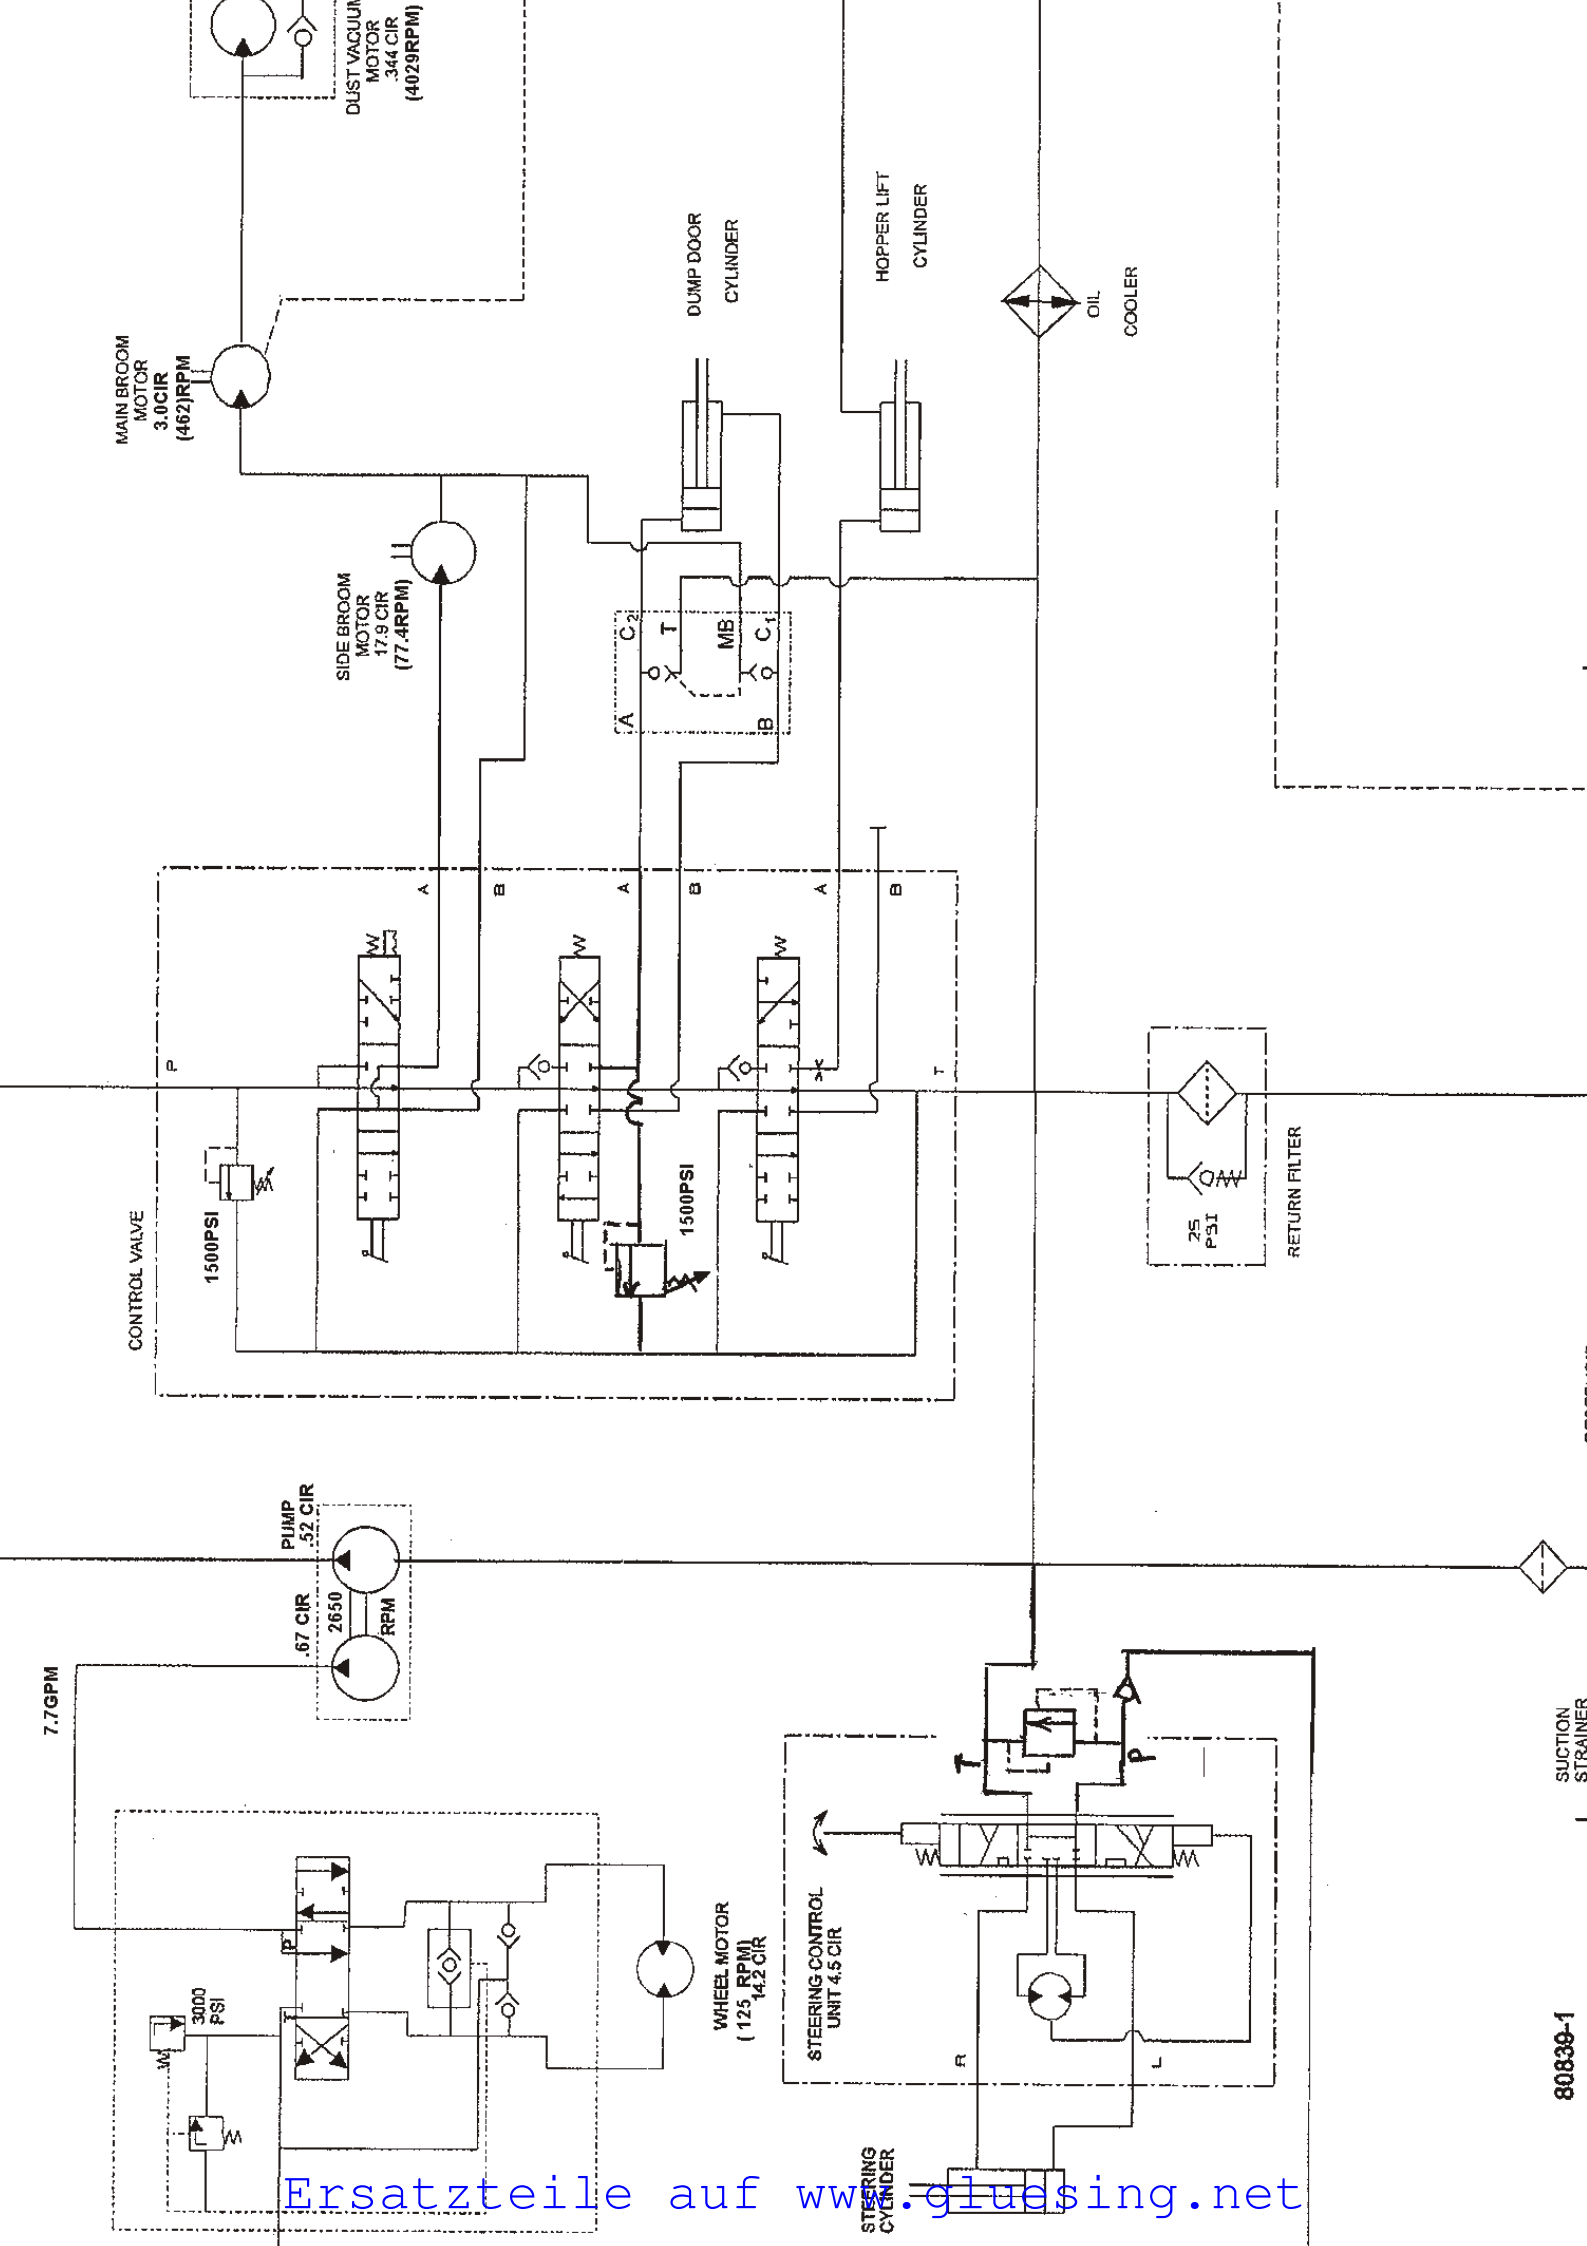 DUST VACUUM
MOTOR
.344 CIR
(4029RPM)
MAIN BROOM
MOTOR
3.0CIR
(462)RPM
DUMP DOOR
CYLINDER
HOPPER LIFT
CYLINDER
OIL
COOLER
SIDE BROOM
MOTOR
17.9 CIR
(77.4RPM)
C2
T
MB
C1
A
B
A
B
A
B
A
B
P
T
CONTROL VALVE
1500PSI
1500PSI
25
PSI
RETURN FILTER
PUMP
.52 CIR
.67 CIR
2650
RPM
7.7GPM
SUCTION
STRAINER
T
P
P
3000
PSI
WHEEL MOTOR
( 125 RPM)
14.2 CIR
STEERING CONTROL
UNIT 4.5 CIR
R
L
STEERING
CYLINDER
80839-1
Ersatzteile auf www.gluesing.net